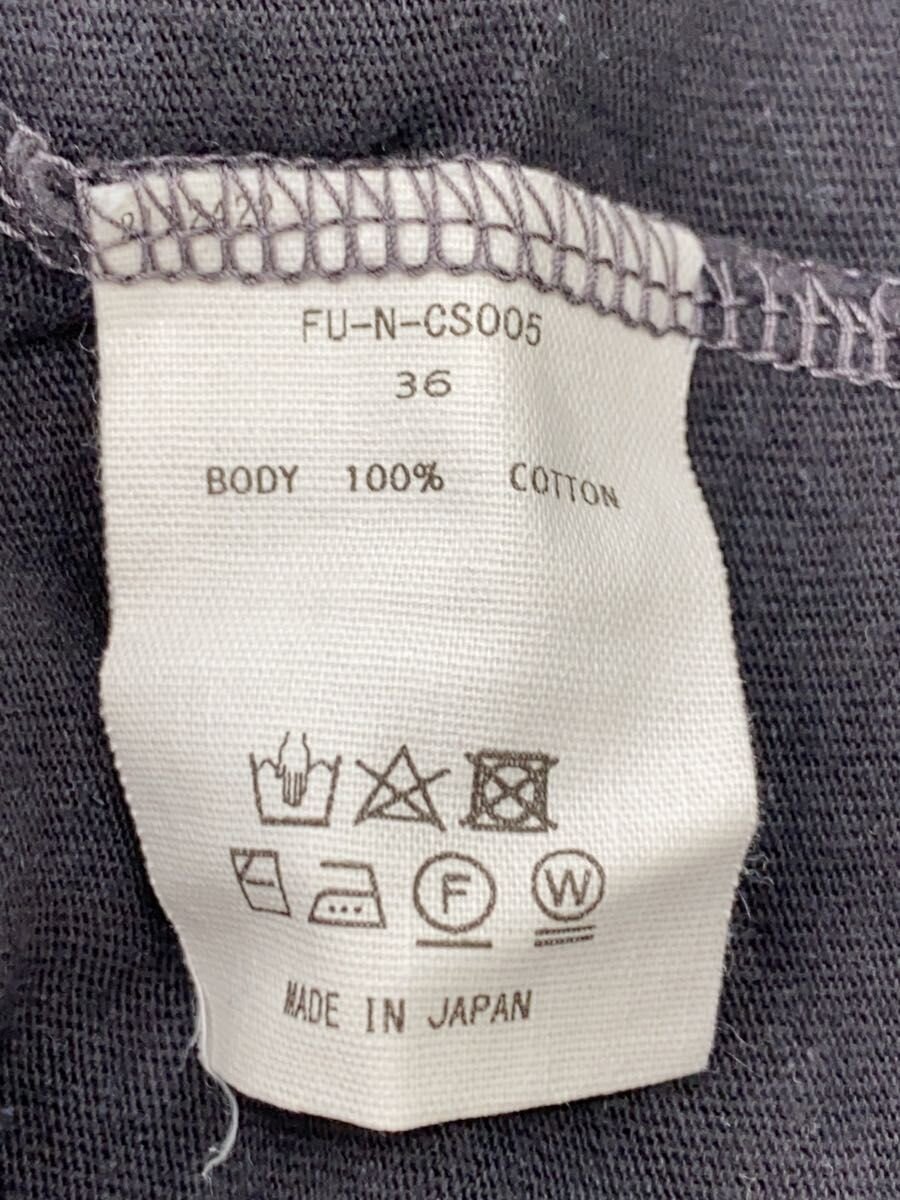 FU-N-CS005
36
BODY 100% COTTON
F W
MADE IN JAPAN